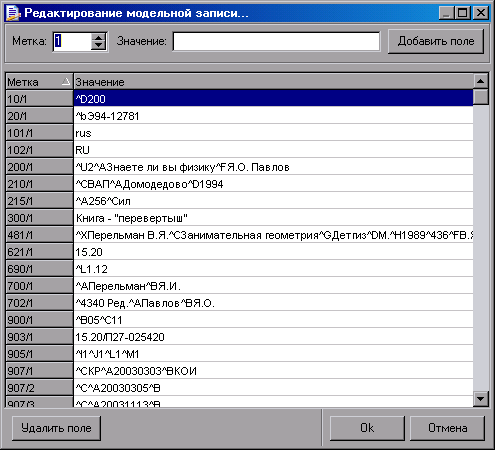 Редактирование модельной записи...
Метка: 1 Значение: Добавить поле
Метка Значение
10/1 ^D200
20/1 ^bЭ94-12781
101/1 rus
102/1 RU
200/1 ^U2^AЗнаете ли вы физику^FЯ.О. Павлов
210/1 ^CВАП^AДомодедово^D1994
215/1 ^A256^AСил
300/1 Книга - "перевертыш"
481/1 ^XПерельман В.Я.^CЗанимательная геометрия^GДетгиз^DM.^H1989^436^FВ.Я
621/1 15.20
690/1 ^L1.12
700/1 ^AПерельман^BЯ.И.
702/1 ^4340 Ред.^AПавлов^BЯ.О.
900/1 ^B05^C11
903/1 15.20/П27-025420
905/1 ^I1^J1^L1^M1
907/1 ^CKP^A20030303^BКОИ
907/2 ^C^A20030305^B
907/3 ^C^A20031113^B
Удалить поле Ok Отмена